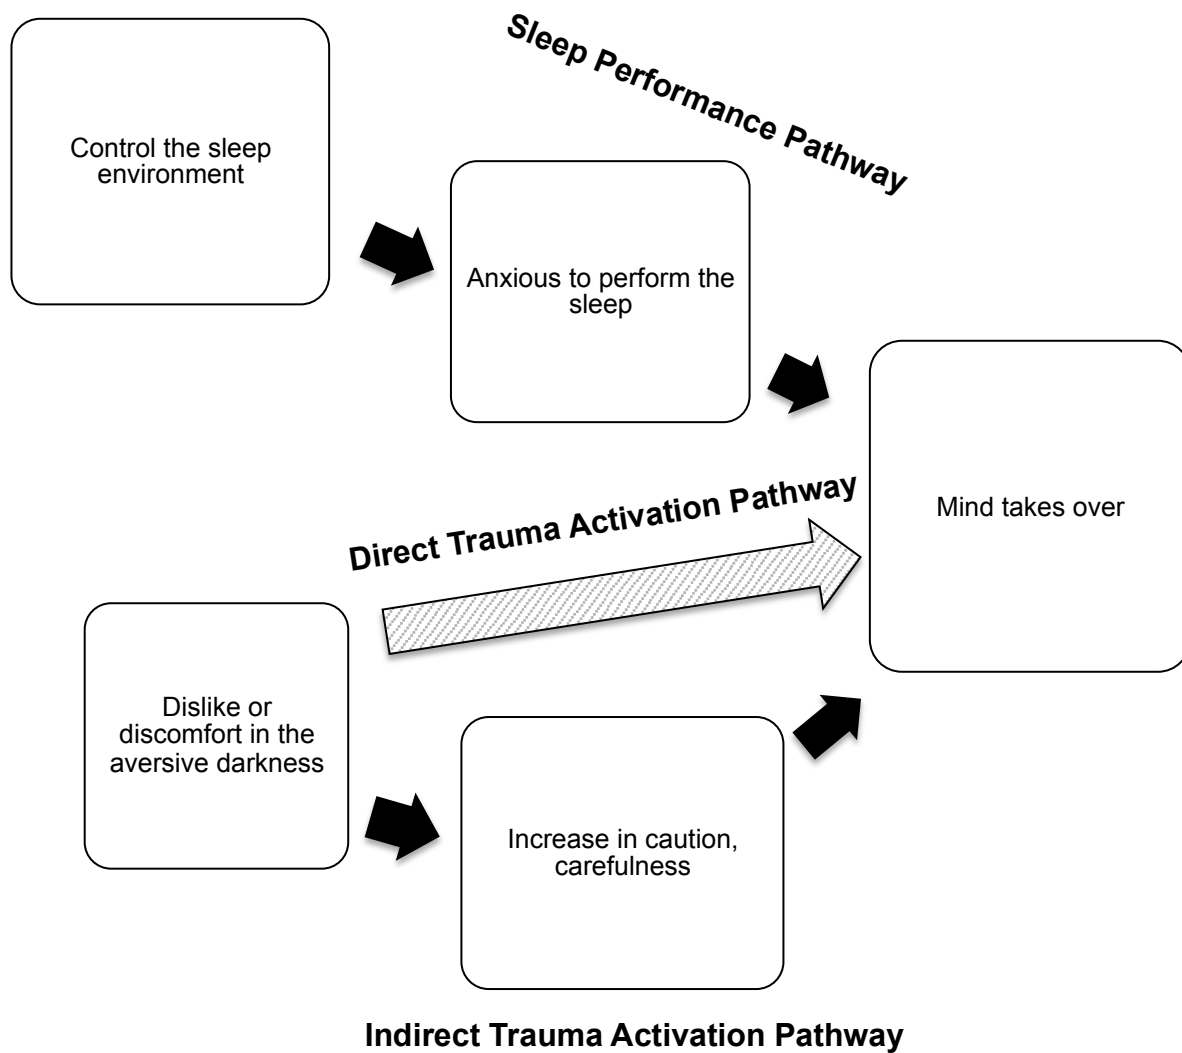 Sleep Performance Pathway
Control the sleep
environment
Anxious to perform the
sleep
Direct Trauma Activation Pathway
Mind takes over
Dislike or
discomfort in the
aversive darkness
Increase in caution,
carefulness
Indirect Trauma Activation Pathway